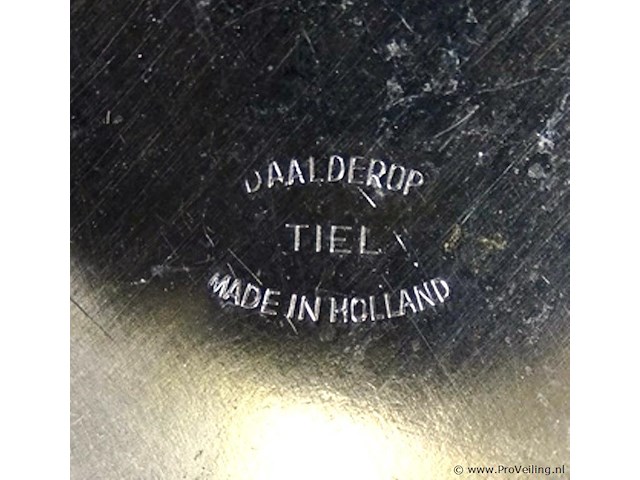 DAALDEROP
TIEL
MADE IN HOLLAND
© www.ProVeiling.nl